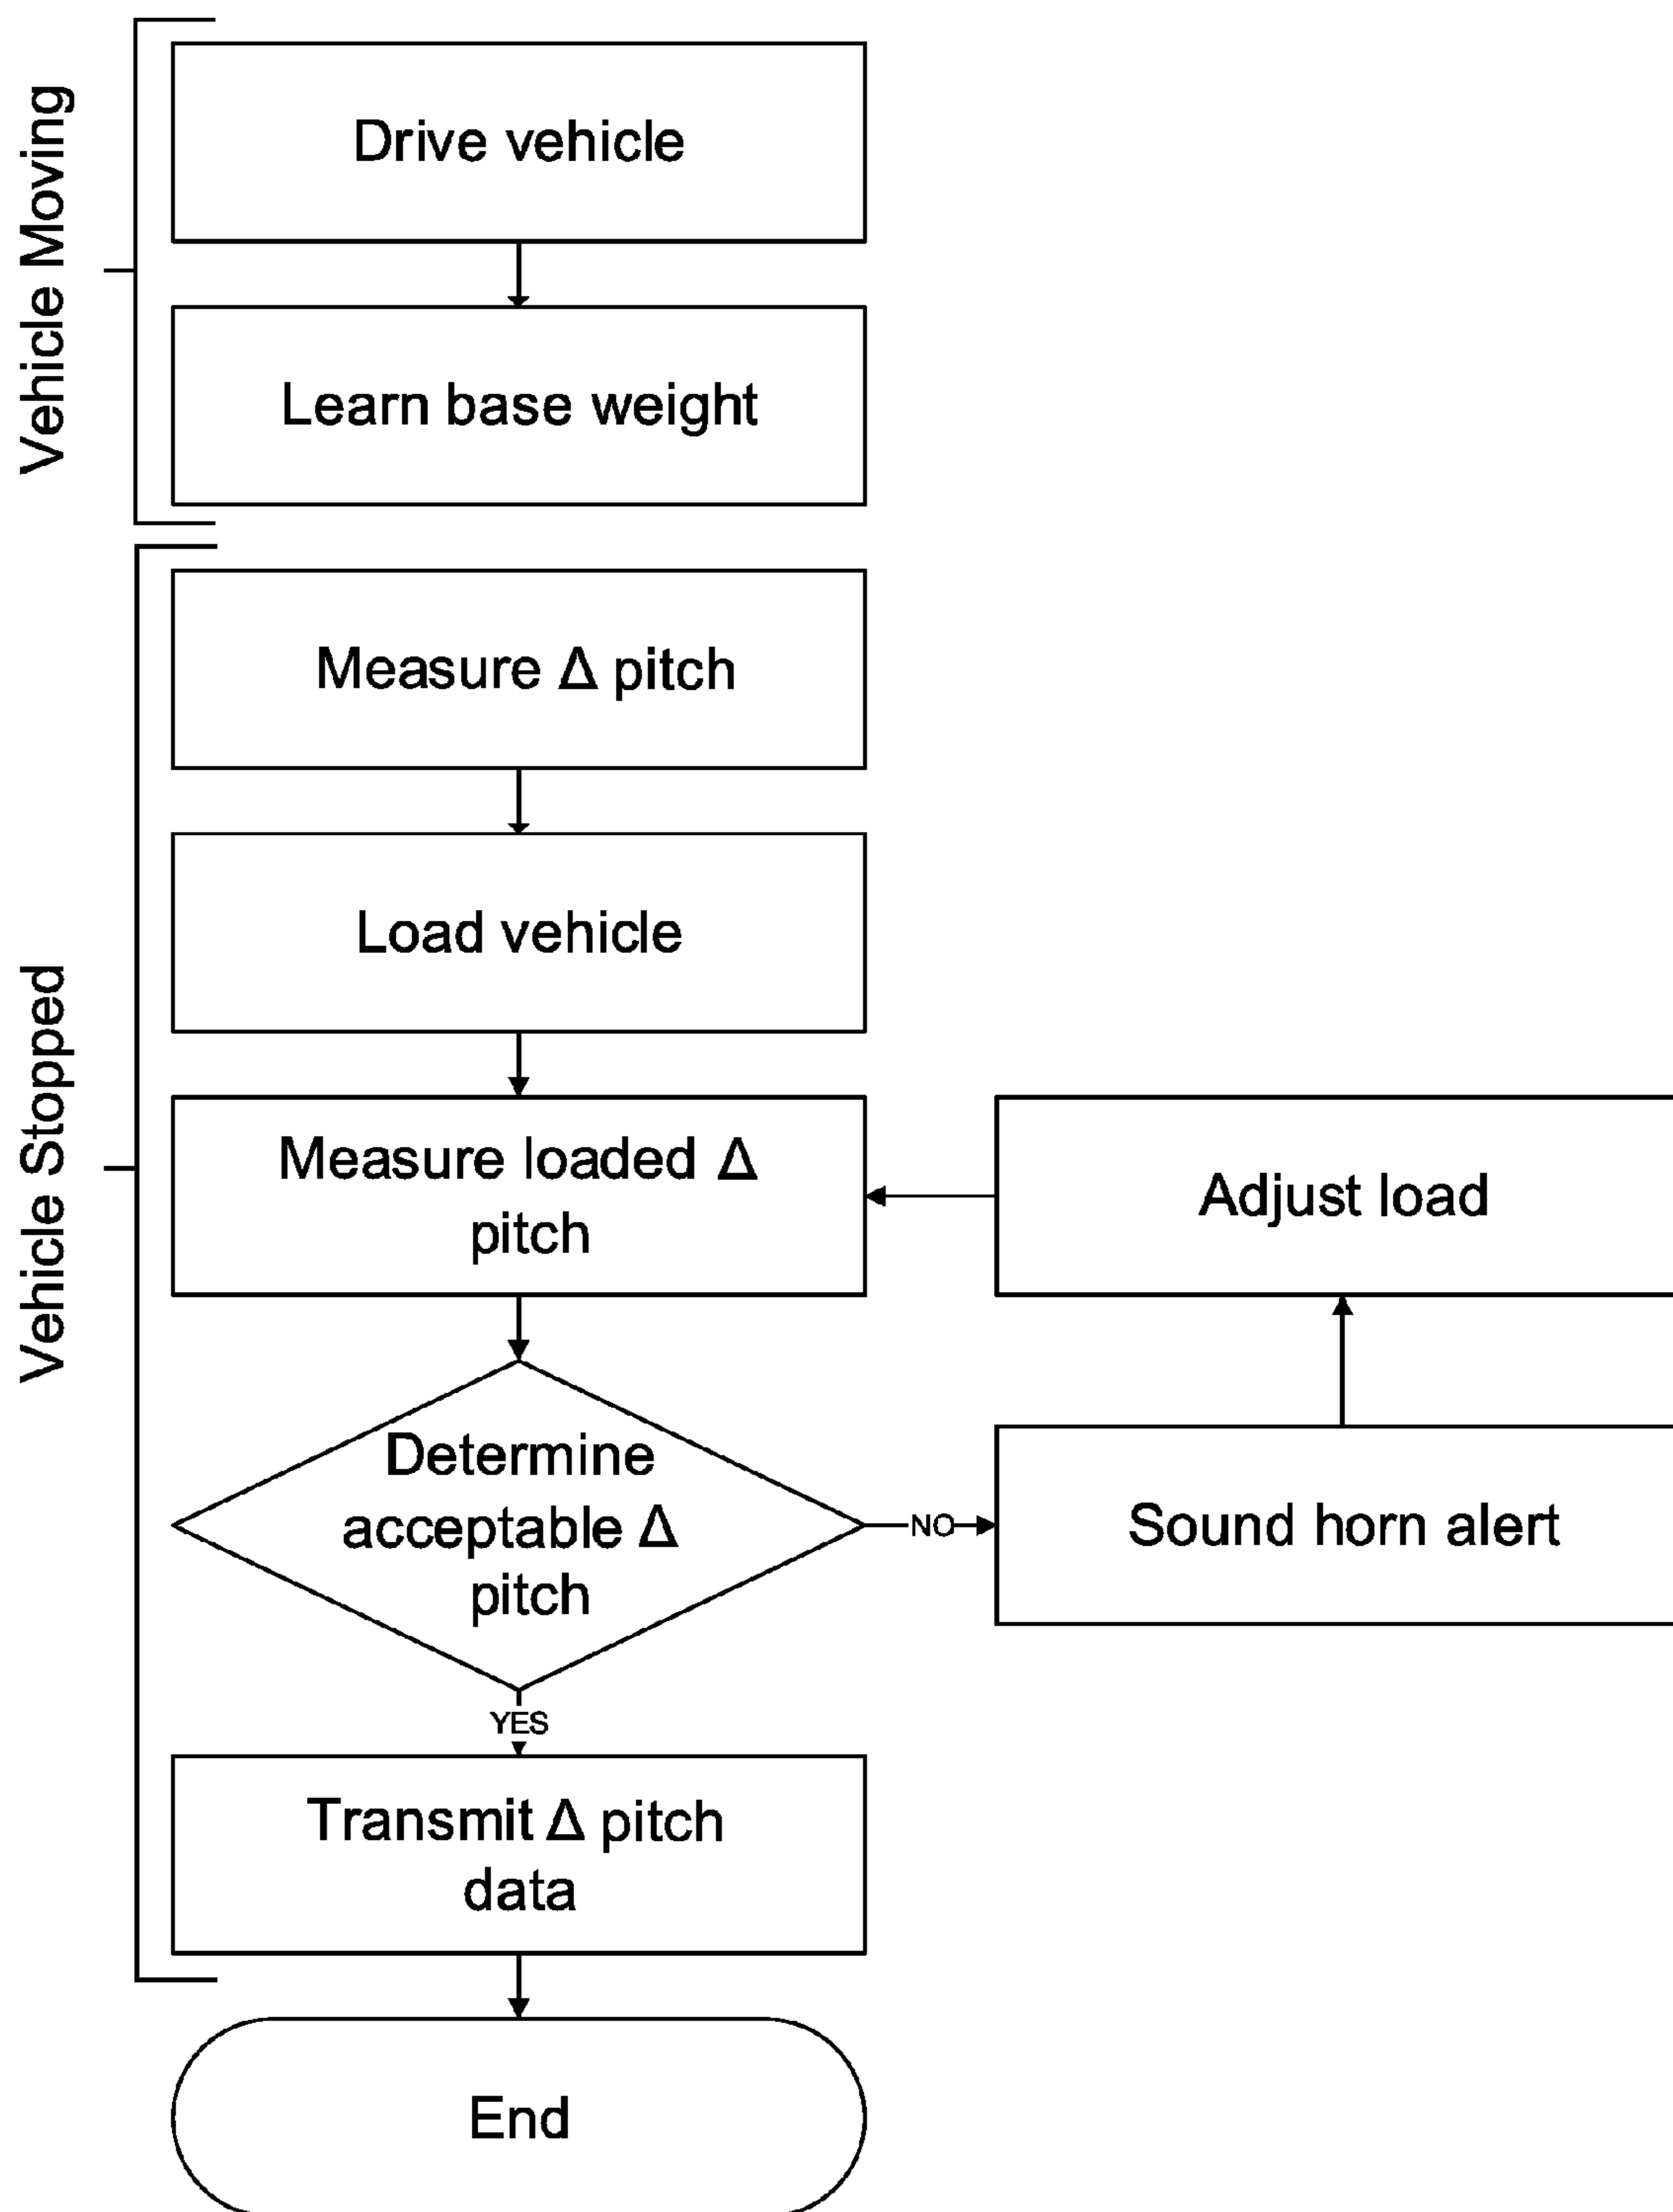 Vehicle Moving
Drive vehicle
Learn base weight
Vehicle Stopped
Measure Δ pitch
Load vehicle
Measure loaded Δ
pitch
Adjust load
Determine
acceptable Δ
pitch
NO
Sound horn alert
YES
Transmit Δ pitch
data
End